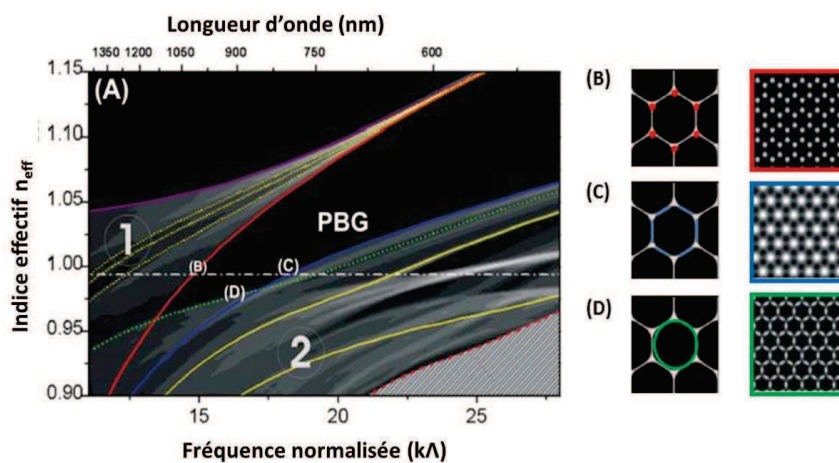 Longueur d'onde (nm)
1350 1200 1050 900 750 600
1.15
1.10
1.05
1.00
0.95
0.90
Indice effectif neff
(A)
1
PBG
(B)
(C)
(D)
2
15 20 25
Fréquence normalisée (kΛ)
(B)
(C)
(D)